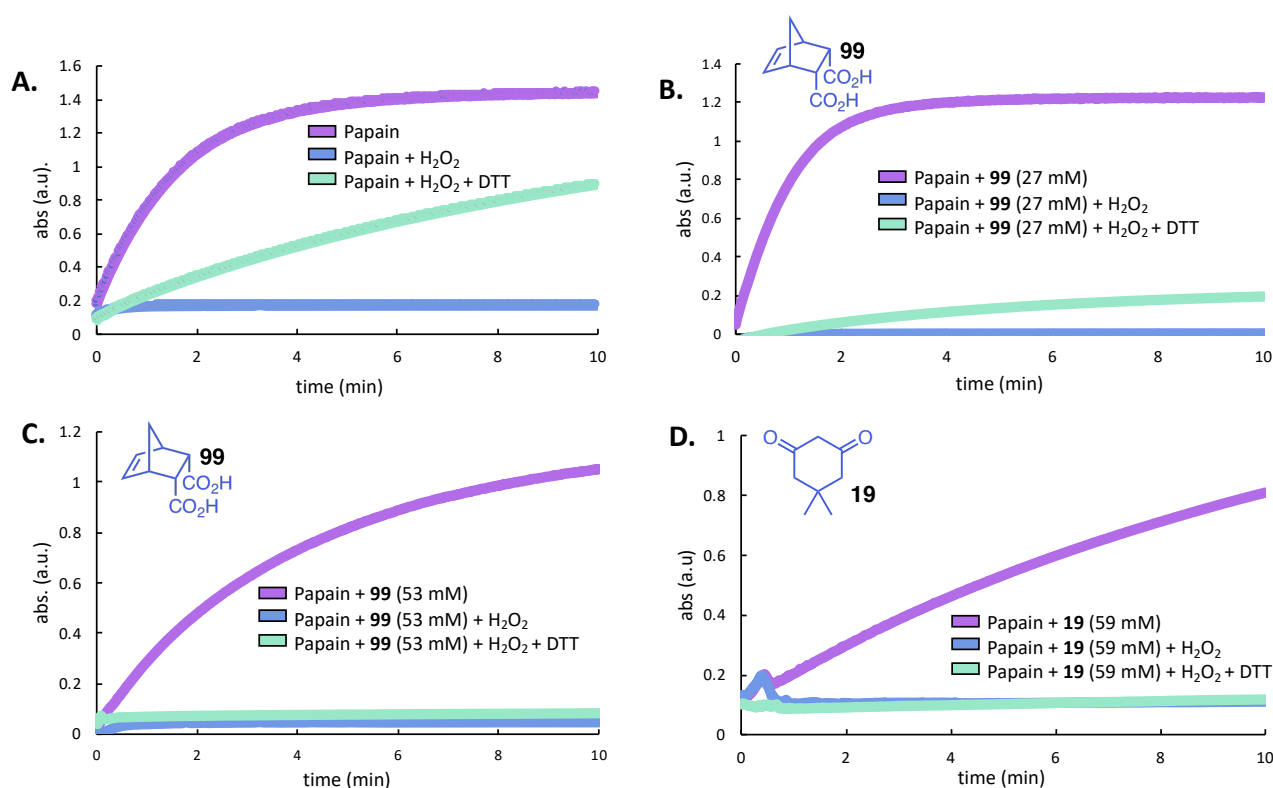 A.
abs (a.u).
1.6
1.4
1.2
1
0.8
0.6
0.4
0.2
0
0
2
4
6
8
10
time (min)
Papain
Papain + H₂O₂
Papain + H₂O₂ + DTT
B.
99
CO₂H
CO₂H
abs (a.u.)
1.4
1.2
1.0
0.8
0.6
0.4
0.2
0
0
2
4
6
8
10
time (min)
Papain + 99 (27 mM)
Papain + 99 (27 mM) + H₂O₂
Papain + 99 (27 mM) + H₂O₂ + DTT
C.
99
CO₂H
CO₂H
abs. (a.u.)
1.2
1
0.8
0.6
0.4
0.2
0
0
2
4
6
8
10
time (min)
Papain + 99 (53 mM)
Papain + 99 (53 mM) + H₂O₂
Papain + 99 (53 mM) + H₂O₂ + DTT
D.
O
O
19
abs (a.u)
1
0.8
0.6
0.4
0.2
0
0
2
4
6
8
10
time (min)
Papain + 19 (59 mM)
Papain + 19 (59 mM) + H₂O₂
Papain + 19 (59 mM) + H₂O₂ + DTT